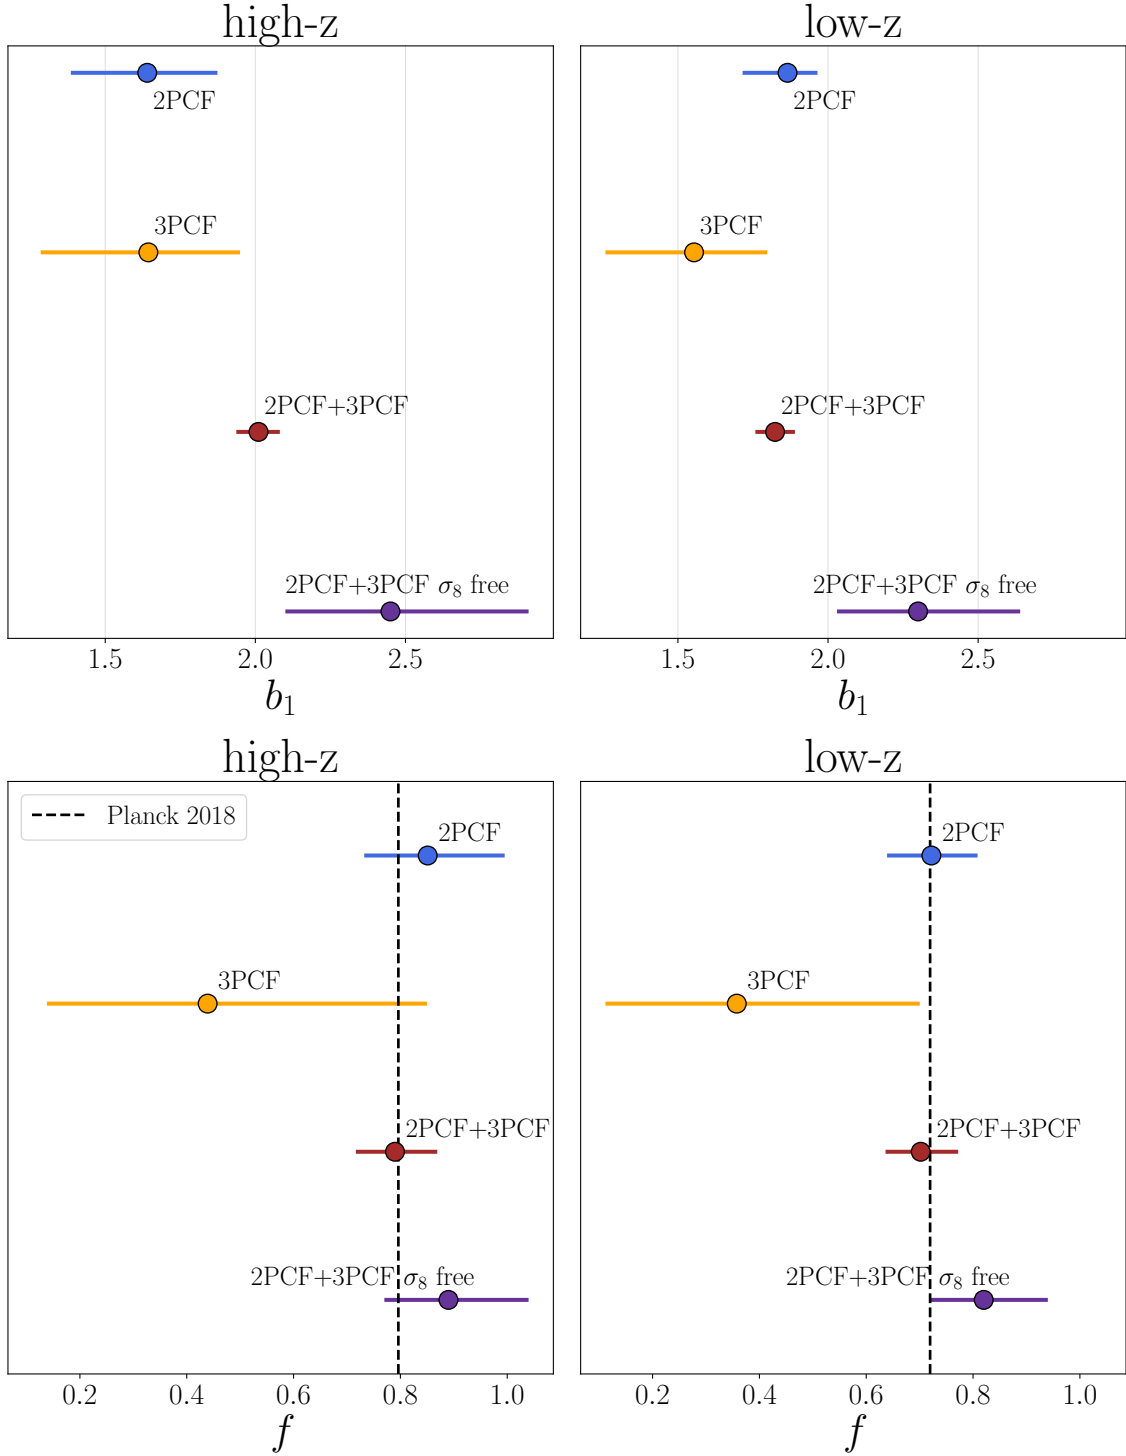 high-z
2PCF
3PCF
2PCF+3PCF
2PCF+3PCF σ₈ free
1.5 2.0 2.5
b₁
low-z
2PCF
3PCF
2PCF+3PCF
2PCF+3PCF σ₈ free
1.5 2.0 2.5
b₁
high-z
Planck 2018
2PCF
3PCF
2PCF+3PCF
2PCF+3PCF σ₈ free
0.2 0.4 0.6 0.8 1.0
f
low-z
2PCF
3PCF
2PCF+3PCF
2PCF+3PCF σ₈ free
0.2 0.4 0.6 0.8 1.0
f